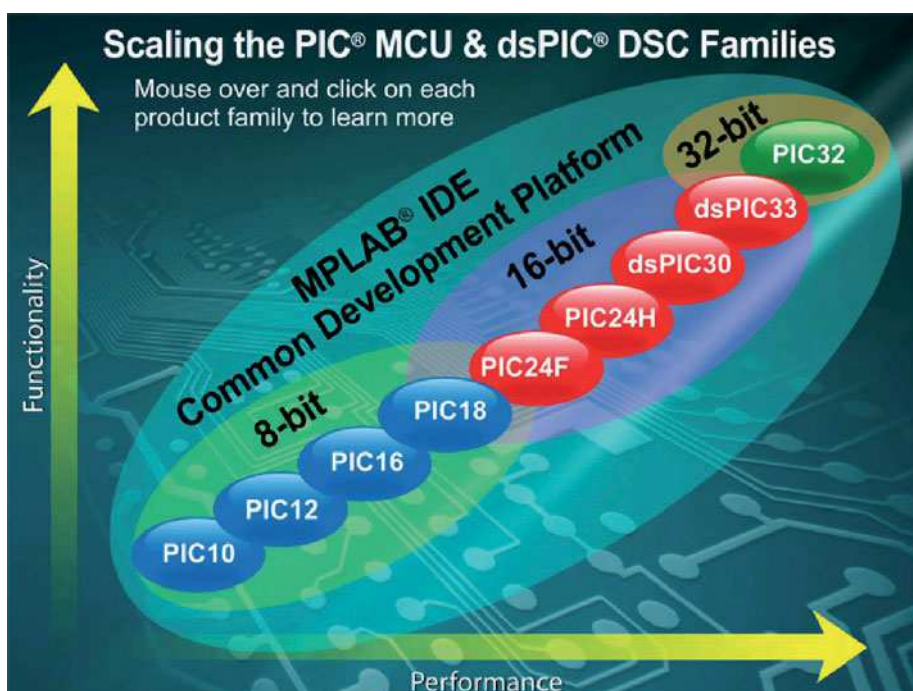 Scaling the PIC® MCU & dsPIC® DSC Families
Mouse over and click on each
product family to learn more
Functionality
MPLAB® IDE
Common Development Platform
32-bit
PIC32
dsPIC33
16-bit
dsPIC30
PIC24H
PIC24F
8-bit
PIC18
PIC16
PIC12
PIC10
Performance